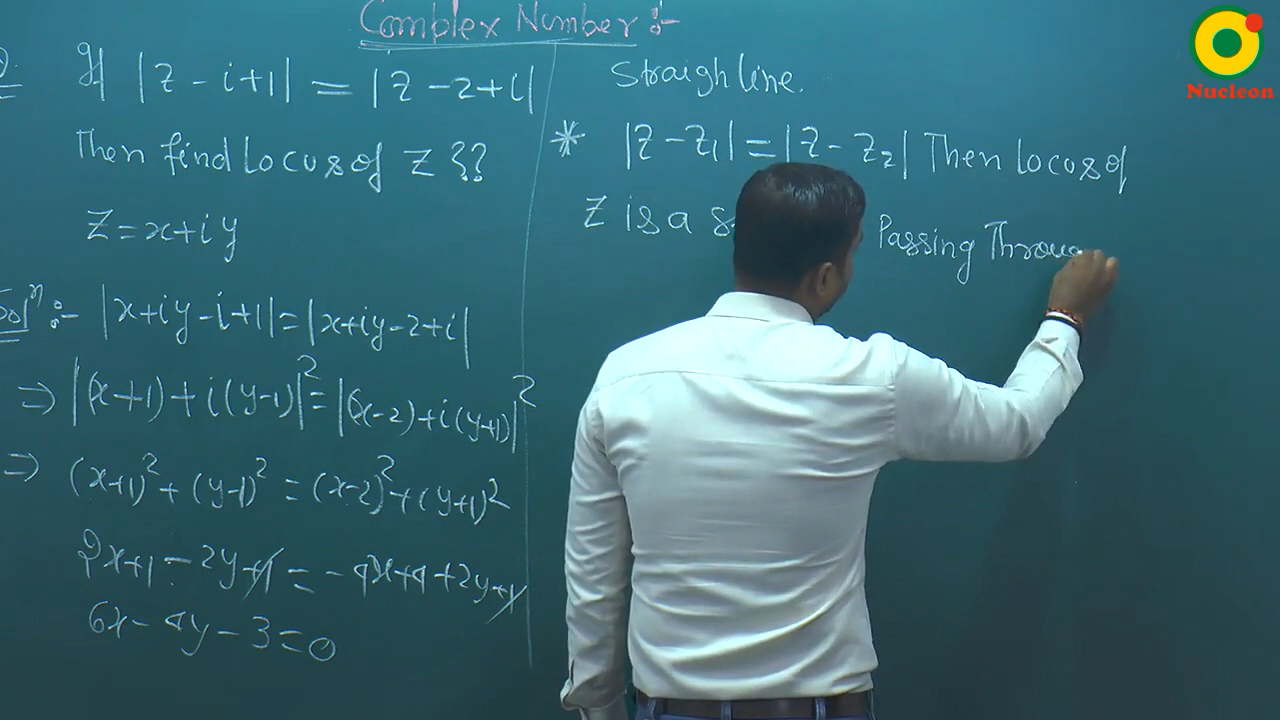 Complex Number :-
Q. If |Z - i + 1| = |Z - 2 + i|
Then find Locus of Z ??
Z = x + iy
Solⁿ :- |x + iy - i + 1| = |x + iy - 2 + i|
⇒ |(x+1) + i(y-1)|² = |(x-2) + i(y+1)|²
⇒ (x+1)² + (y-1)² = (x-2)² + (y+1)²
2x + 1 - 2y + 1 = -4x + 4 + 2y + 1
6x - 4y - 3 = 0
Straigh line.
* |Z - Z₁| = |Z - Z₂| Then Locus of
Z is a Passing Throug
Nucleon